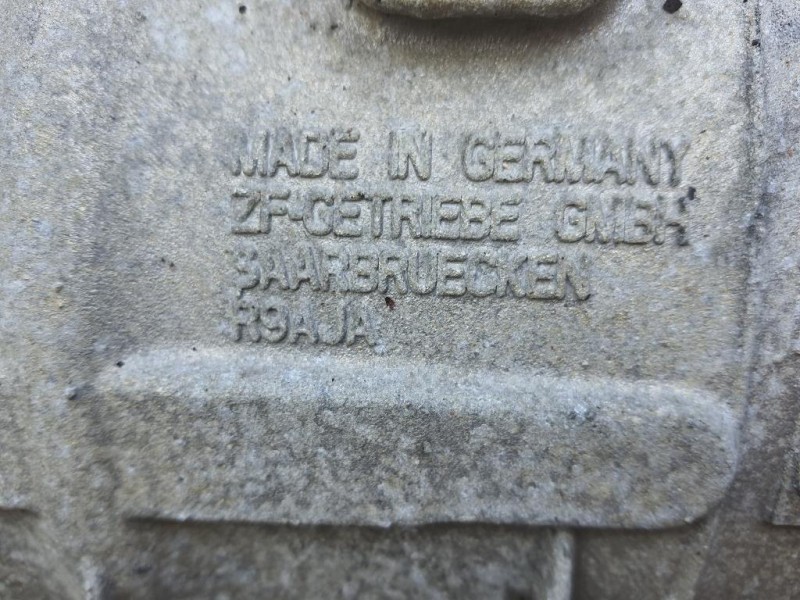 MADE IN GERMANY
ZF-GETRIEBE GMBH
SAARBRUECKEN
R9AJA